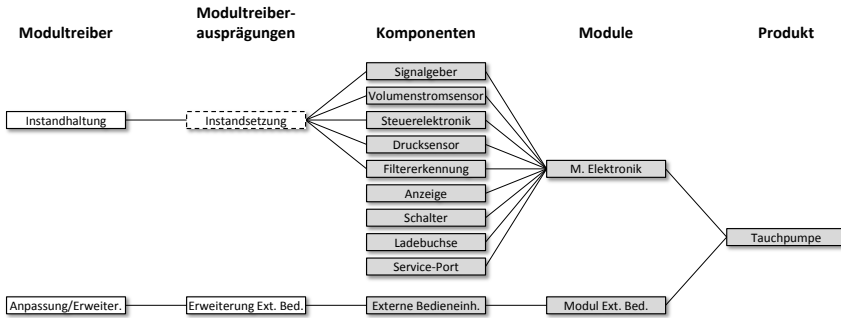 Modultreiber
Modultreiber-
ausprägungen
Komponenten
Module
Produkt
Signalgeber
Volumenstromsensor
Instandhaltung
Instandsetzung
Steuerelektronik
Drucksensor
Filtererkennung
M. Elektronik
Anzeige
Schalter
Tauchpumpe
Ladebuchse
Service-Port
Anpassung/Erweiter.
Erweiterung Ext. Bed.
Externe Bedieneinh.
Modul Ext. Bed.